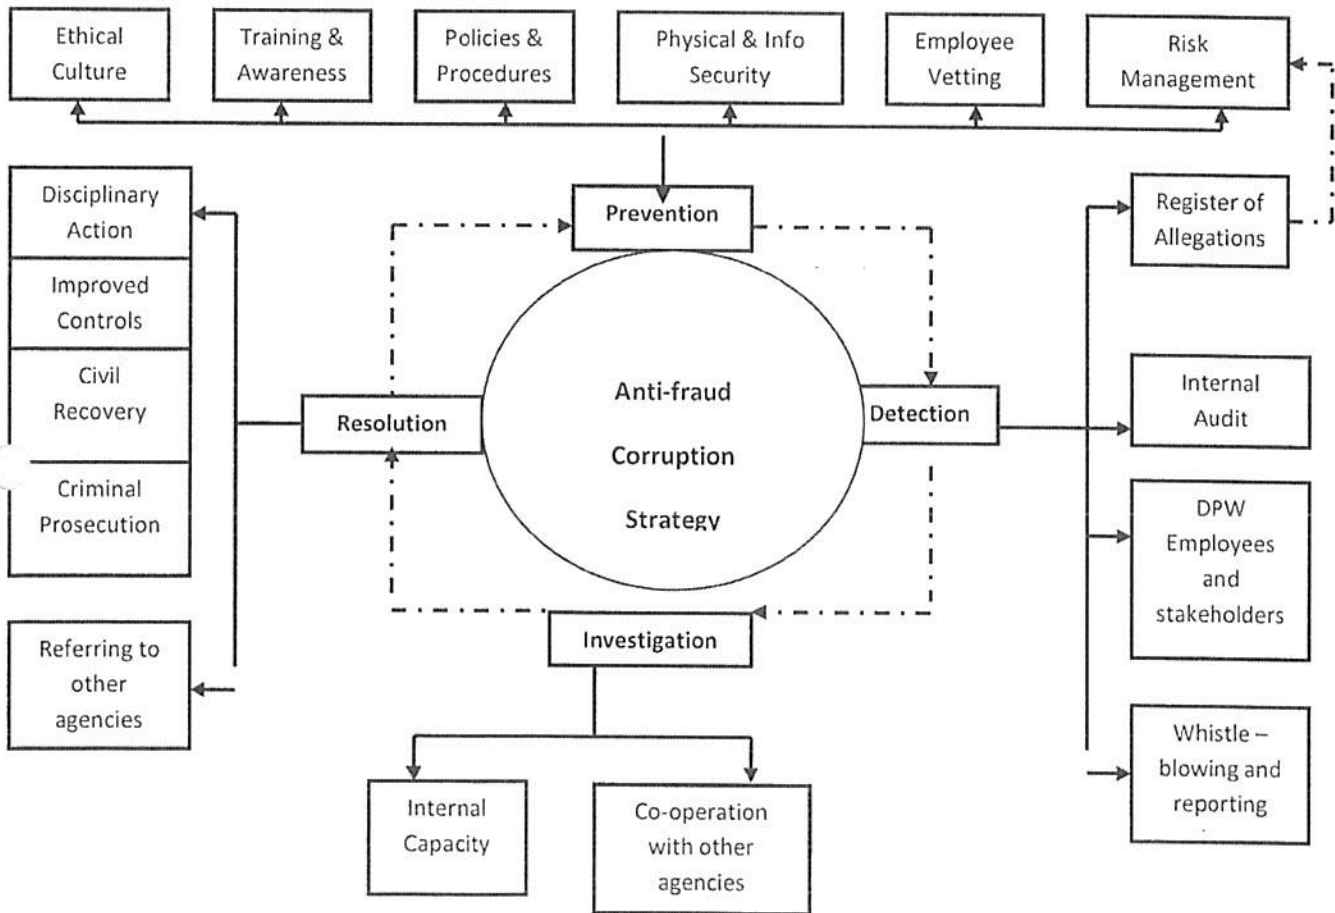 Ethical
Culture
Training &
Awareness
Policies &
Procedures
Physical & Info
Security
Employee
Vetting
Risk
Management
Disciplinary
Action
Improved
Controls
Civil
Recovery
Criminal
Prosecution
Referring to
other
agencies
Prevention
Resolution
Anti-fraud
Corruption
Strategy
Detection
Investigation
Internal
Capacity
Co-operation
with other
agencies
Register of
Allegations
Internal
Audit
DPW
Employees
and
stakeholders
Whistle –
blowing and
reporting